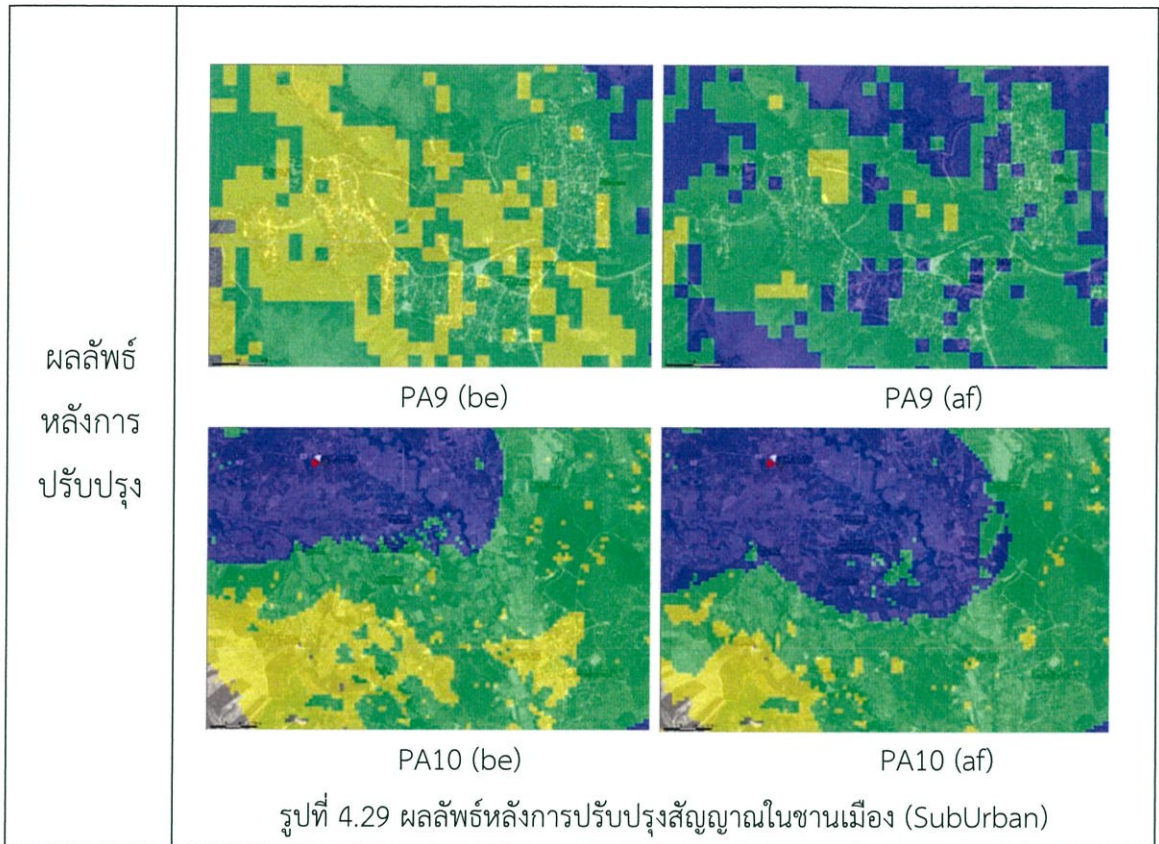 ผลลัพธ์
หลังการ
ปรับปรุง
PA9 (be)
PA9 (af)
PA10 (be)
PA10 (af)
รูปที่ 4.29 ผลลัพธ์หลังการปรับปรุงสัญญาณในชานเมือง (SubUrban)